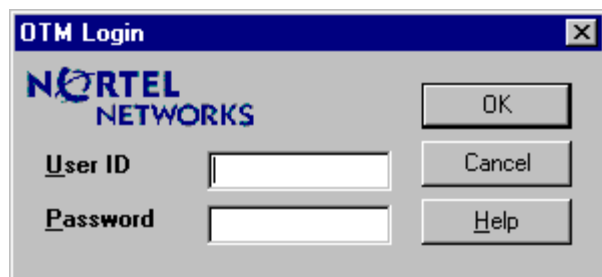 OTM Login
NORTEL
NETWORKS
OK
User ID
Cancel
Password
Help